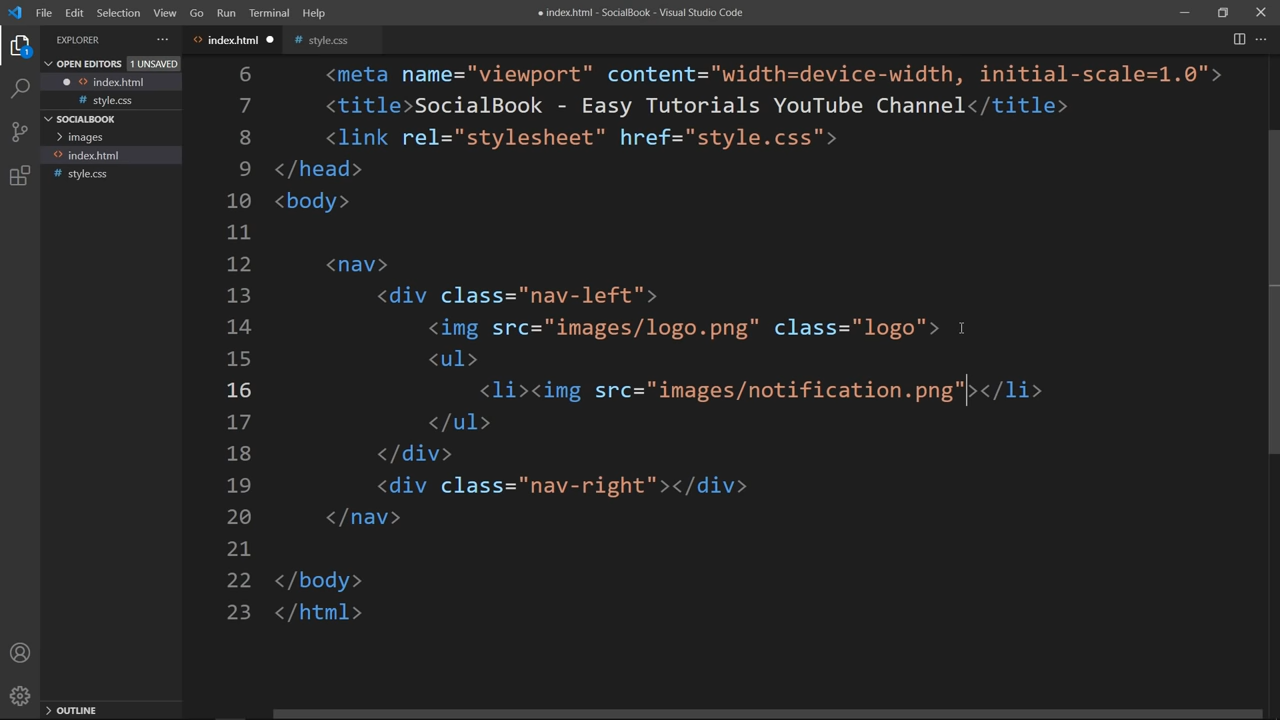 File Edit Selection View Go Run Terminal Help
● index.html - SocialBook - Visual Studio Code
EXPLORER
index.html
style.css
OPEN EDITORS 1 UNSAVED
index.html
style.css
SOCIALBOOK
images
index.html
style.css
OUTLINE
1
6 <meta name="viewport" content="width=device-width, initial-scale=1.0">
7 <title>SocialBook - Easy Tutorials YouTube Channel</title>
8 <link rel="stylesheet" href="style.css">
9 </head>
10 <body>
11
12 <nav>
13 <div class="nav-left">
14 <img src="images/logo.png" class="logo">
15 <ul>
16 <li><img src="images/notification.png"></li>
17 </ul>
18 </div>
19 <div class="nav-right"></div>
20 </nav>
21
22 </body>
23 </html>